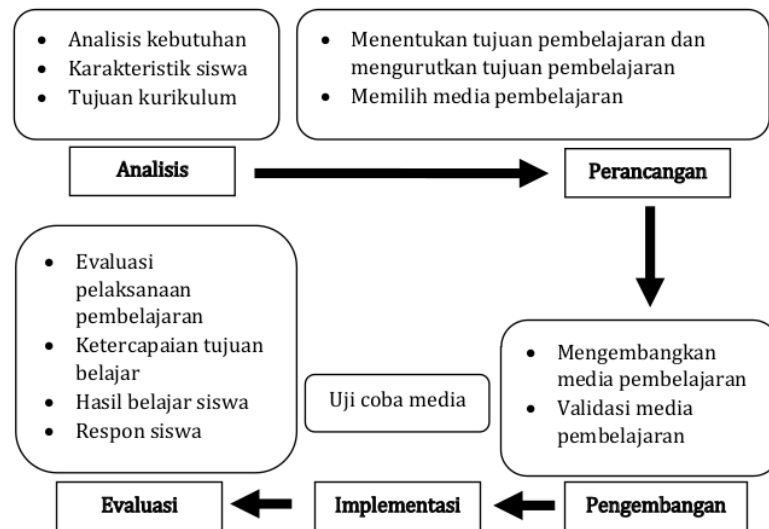 • Analisis kebutuhan
• Karakteristik siswa
• Tujuan kurikulum
• Menentukan tujuan pembelajaran dan
mengurutkan tujuan pembelajaran
• Memilih media pembelajaran
Analisis
Perancangan
• Evaluasi
pelaksanaan
pembelajaran
• Ketercapaian tujuan
belajar
• Hasil belajar siswa
• Respon siswa
Uji coba media
• Mengembangkan
media pembelajaran
• Validasi media
pembelajaran
Evaluasi
Implementasi
Pengembangan